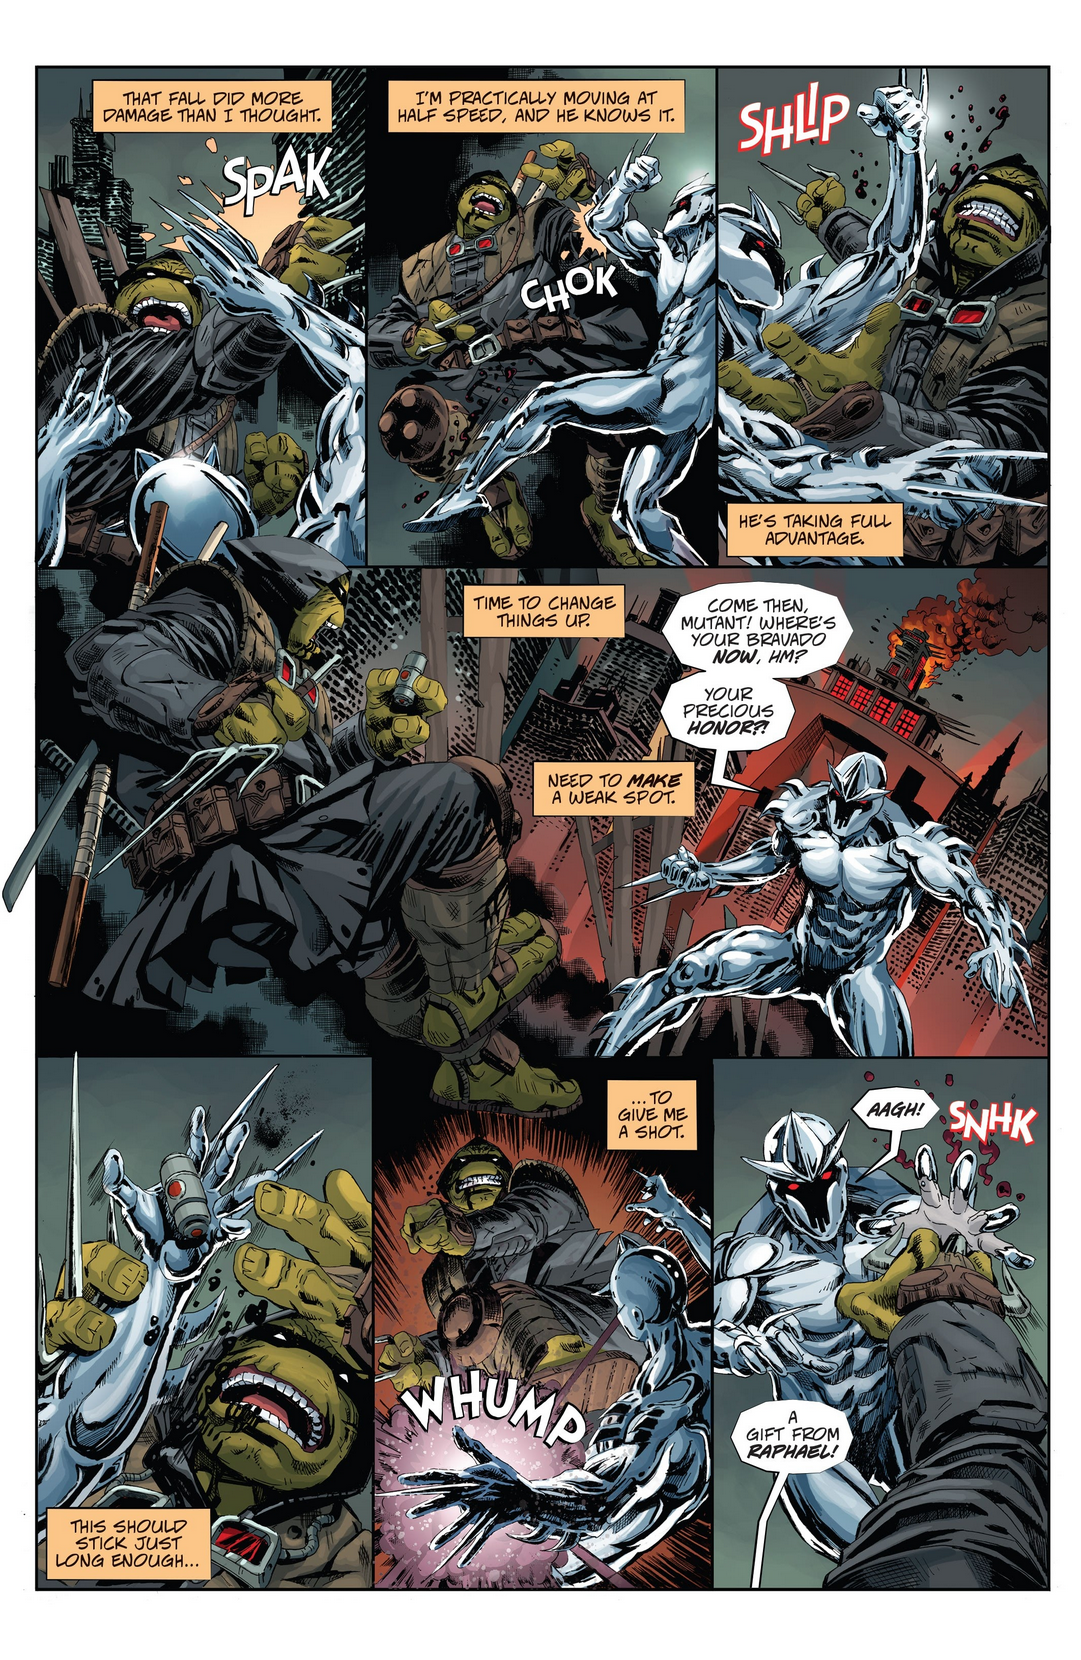 THAT FALL DID MORE
DAMAGE THAN I THOUGHT.
SPAK
I'M PRACTICALLY MOVING AT
HALF SPEED, AND HE KNOWS IT.
CHOK
SHLIP
HE'S TAKING FULL
ADVANTAGE.
TIME TO CHANGE
THINGS UP.
COME THEN,
MUTANT! WHERE'S
YOUR BRAVADO
NOW, HM?
YOUR
PRECIOUS
HONOR?!
NEED TO MAKE
A WEAK SPOT.
THIS SHOULD
STICK JUST
LONG ENOUGH...
...TO
GIVE ME
A SHOT.
WHUMP
AAGH!
SNHK
A
GIFT FROM
RAPHAEL!